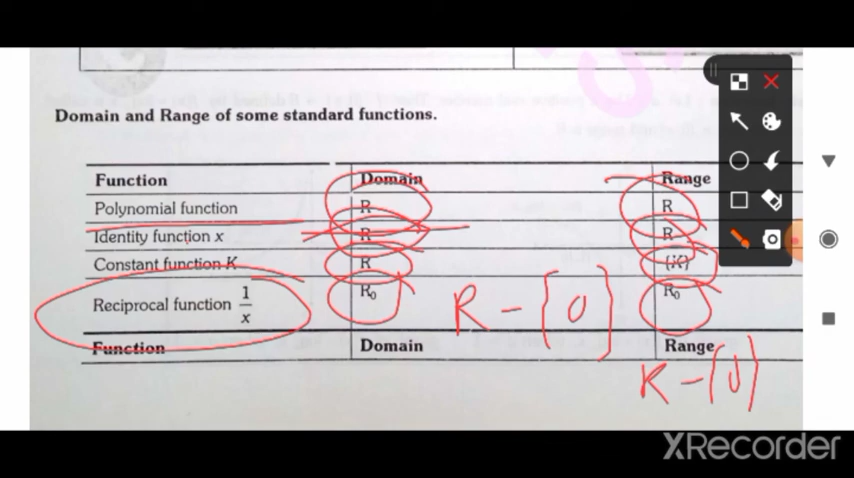 Domain and Range of some standard functions.
Function Domain Range
Polynomial function R R
Identity function x R R
Constant function K R {K}
Reciprocal function 1/x R₀ R₀
R - {0}
Function Domain Range
R - {0}
XRecorder